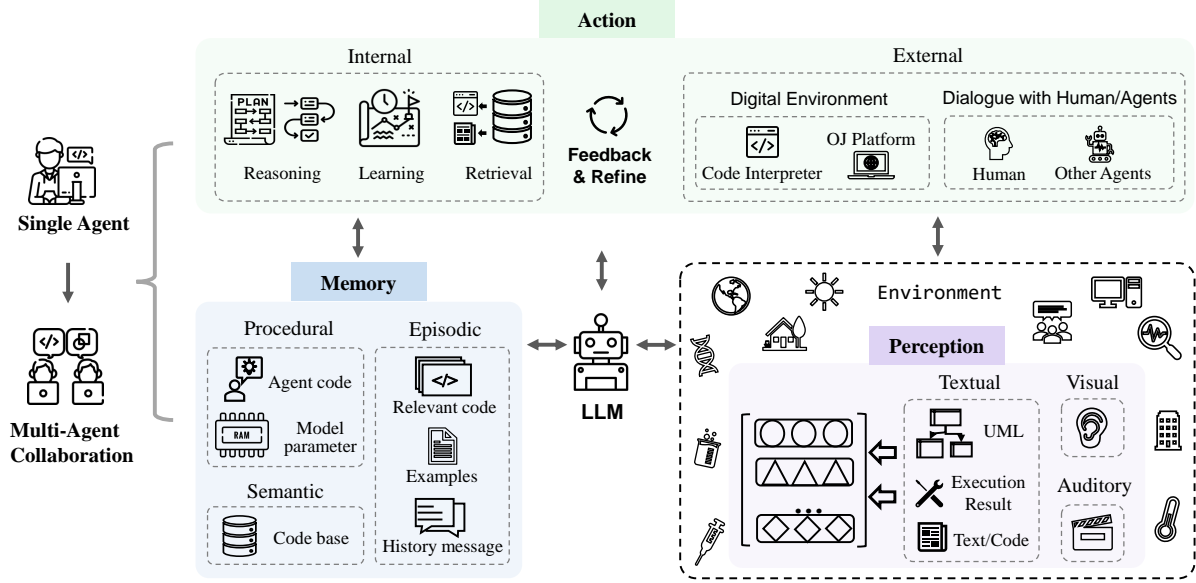 Action
Internal
External
PLAN
Reasoning
Learning
Retrieval
Feedback
& Refine
Digital Environment
OJ Platform
Code Interpreter
Dialogue with Human/Agents
Human
Other Agents
</>
</>
</>
Single Agent
</>
Multi-Agent
Collaboration
Memory
Procedural
Agent code
RAM
Model
parameter
Semantic
Code base
Episodic
</>
Relevant code
Examples
History message
LLM
Environment
Perception
Textual
UML
Execution
Result
Text/Code
Visual
Auditory